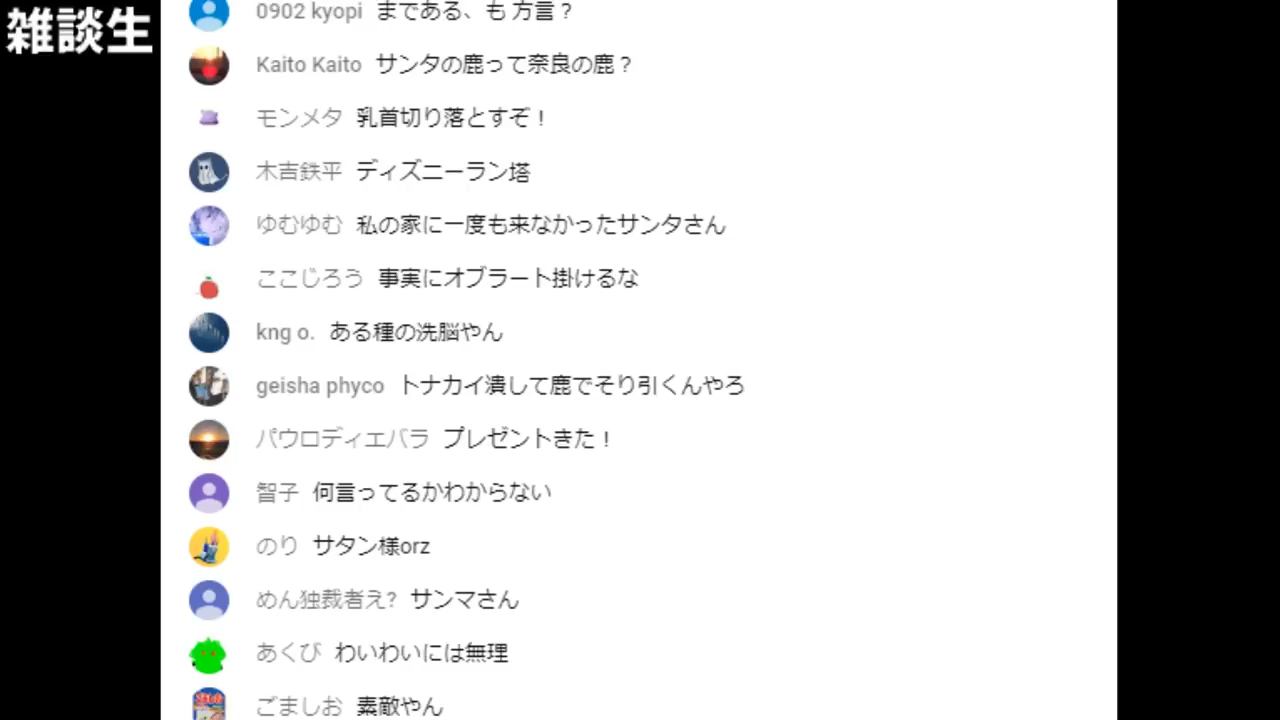 雑談生
0902 kyopi まである、も 方言？
Kaito Kaito サンタの鹿って奈良の鹿？
モンメタ 乳首切り落とすぞ！
木吉鉄平 ディズニーラン塔
ゆむゆむ 私の家に一度も来なかったサンタさん
ここじろう 事実にオブラート掛けるな
kng o. ある種の洗脳やん
geisha phyco トナカイ潰して鹿でそり引くんやろ
パウロディエバラ プレゼントきた！
智子 何言ってるかわからない
のり サタン様orz
めん独裁者え? サンマさん
あくび わいわいには無理
ごましお 素敵やん